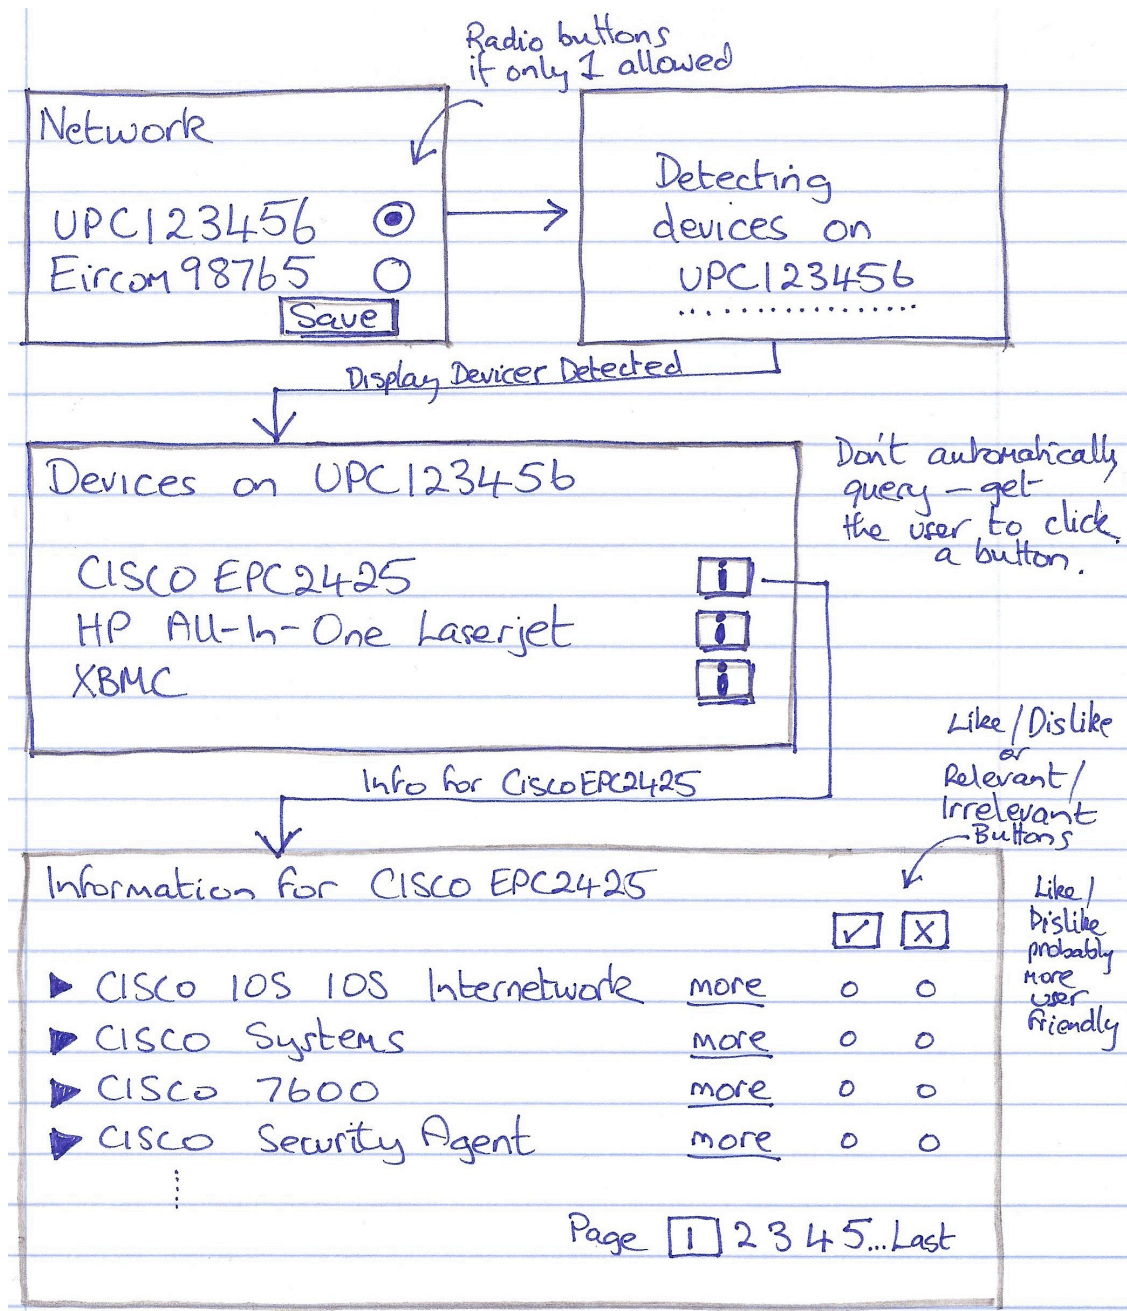 Radio buttons
if only 1 allowed
Network
UPC123456
Eircom98765
Save
Detecting
devices on
UPC123456
...............
Display Devicer Detected
Devices on UPC123456
CISCO EPC2425 i
HP All-In-One Laserjet i
XBMC i
Don't automatically
query – get
the user to click
a button.
Info for Cisco EPC2425
Like/Dislike
or
Relevant/
Irrelevant
Buttons
Information for CISCO EPC2425
✓ X
CISCO IOS IOS Internetwork more
CISCO Systems more
CISCO 7600 more
CISCO Security Agent more
Page 1 2 3 4 5...Last
Like/
Dislike
probably
more
user
friendly